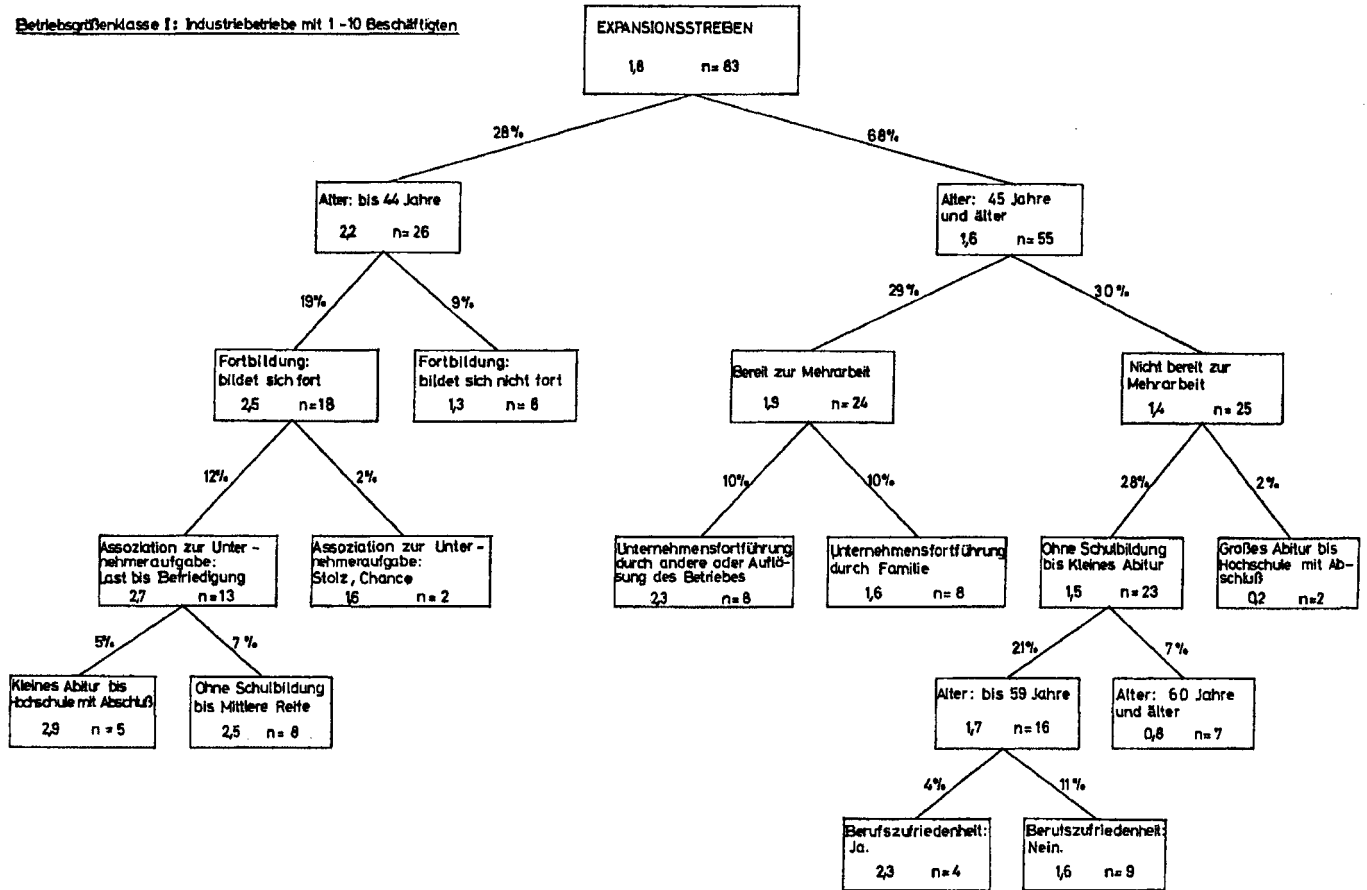 Betriebsgrößenklasse I: Industriebetriebe mit 1-10 Beschäftigten
EXPANSIONSSTREBEN
1,8 n= 83
28%
68%
Alter: bis 44 Jahre
2,2 n= 26
Alter: 45 Jahre
und älter
1,6 n= 55
19%
9%
29%
30%
Fortbildung:
bildet sich fort
2,5 n=18
Fortbildung:
bildet sich nicht fort
1,3 n= 8
Bereit zur Mehrarbeit
1,9 n= 24
Nicht bereit zur
Mehrarbeit
1,4 n= 25
12%
2%
10%
10%
28%
2%
Assoziation zur Unter-
nehmeraufgabe:
Last bis Befriedigung
2,7 n=13
Assoziation zur Unter-
nehmeraufgabe:
Stolz, Chance
1,6 n= 2
Unternehmensfortführung
durch andere oder Auflö-
sung des Betriebes
2,3 n= 8
Unternehmensfortführung
durch Familie
1,6 n= 8
Ohne Schulbildung
bis Kleines Abitur
1,5 n= 23
Großes Abitur bis
Hochschule mit Ab-
schluß
0,2 n=2
5%
7%
21%
7%
Kleines Abitur bis
Hochschule mit Abschluß
2,9 n= 5
Ohne Schulbildung
bis Mittlere Reife
2,5 n= 8
Alter: bis 59 Jahre
1,7 n= 16
Alter: 60 Jahre
und älter
0,8 n= 7
4%
11%
Berufszufriedenheit:
Ja.
2,3 n= 4
Berufszufriedenheit:
Nein.
1,6 n= 9